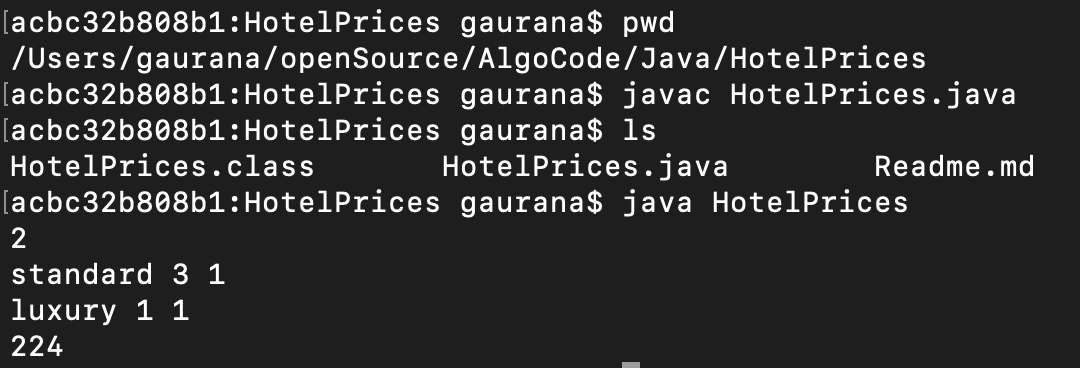 [acbc32b808b1:HotelPrices gaurana$ pwd
/Users/gaurana/openSource/AlgoCode/Java/HotelPrices
[acbc32b808b1:HotelPrices gaurana$ javac HotelPrices.java
[acbc32b808b1:HotelPrices gaurana$ ls
HotelPrices.class HotelPrices.java Readme.md
[acbc32b808b1:HotelPrices gaurana$ java HotelPrices
2
standard 3 1
luxury 1 1
224